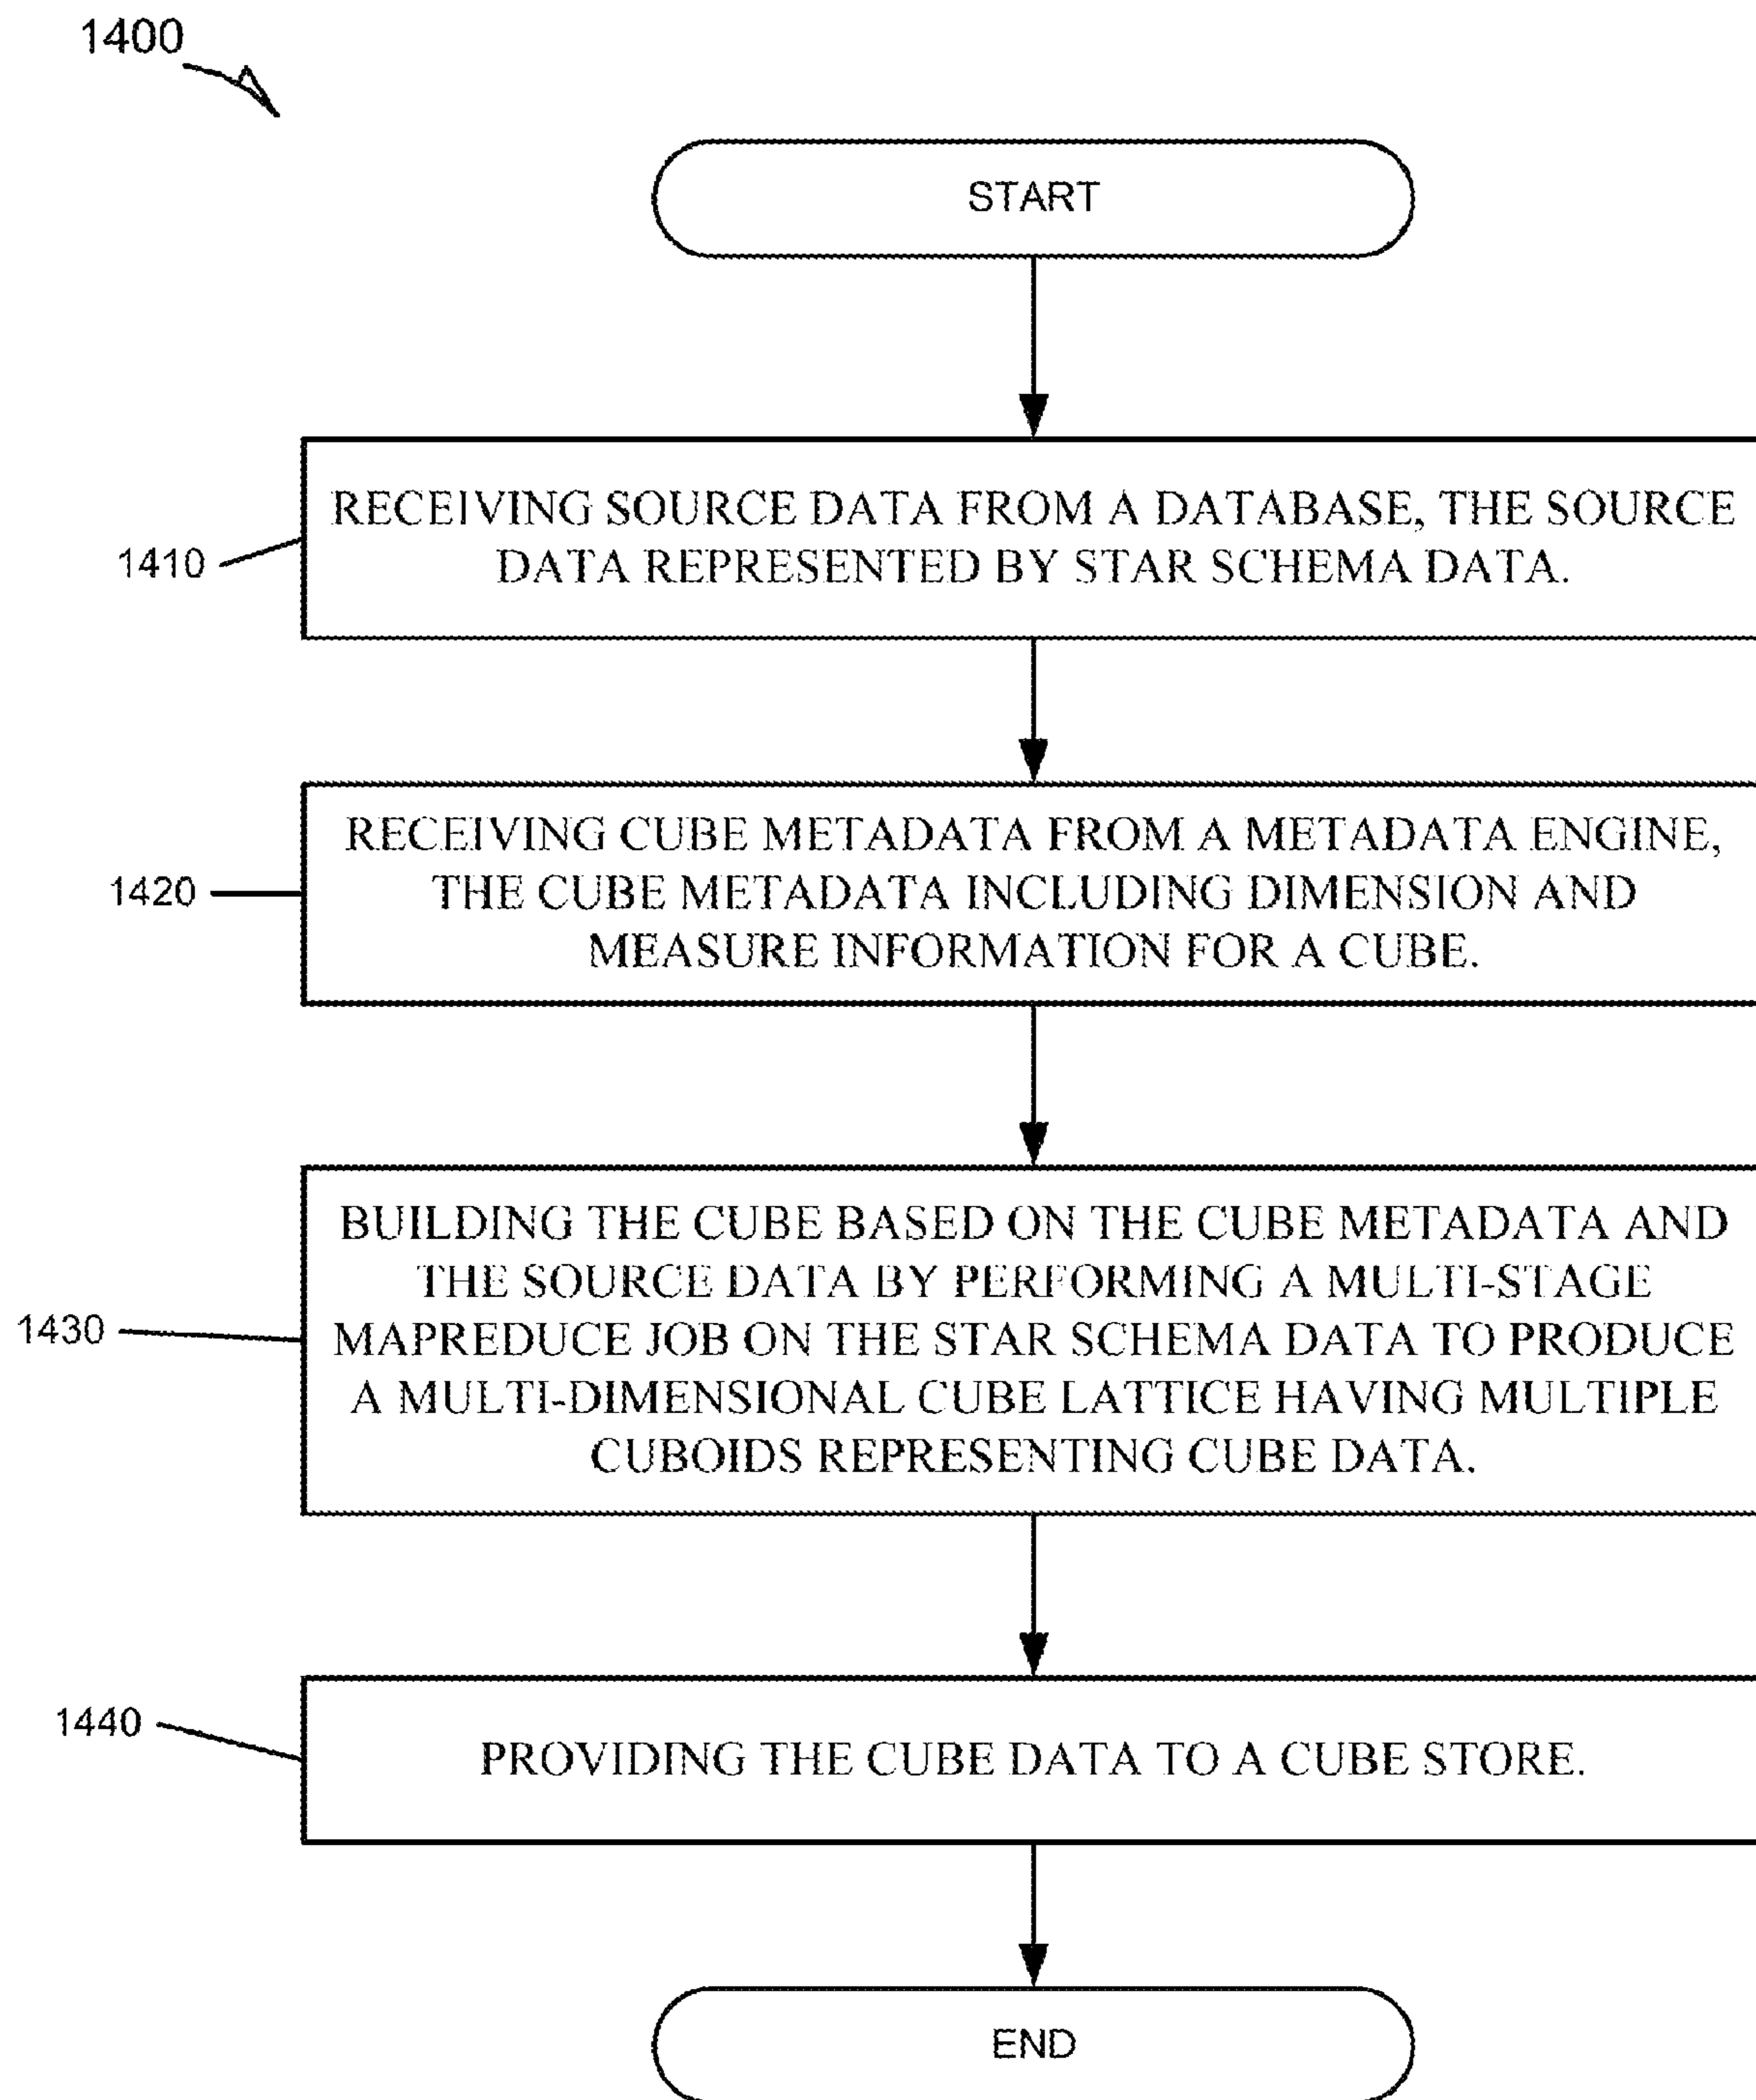 1400
START
1410
RECEIVING SOURCE DATA FROM A DATABASE, THE SOURCE
DATA REPRESENTED BY STAR SCHEMA DATA.
1420
RECEIVING CUBE METADATA FROM A METADATA ENGINE,
THE CUBE METADATA INCLUDING DIMENSION AND
MEASURE INFORMATION FOR A CUBE.
1430
BUILDING THE CUBE BASED ON THE CUBE METADATA AND
THE SOURCE DATA BY PERFORMING A MULTI-STAGE
MAPREDUCE JOB ON THE STAR SCHEMA DATA TO PRODUCE
A MULTI-DIMENSIONAL CUBE LATTICE HAVING MULTIPLE
CUBOIDS REPRESENTING CUBE DATA.
1440
PROVIDING THE CUBE DATA TO A CUBE STORE.
END